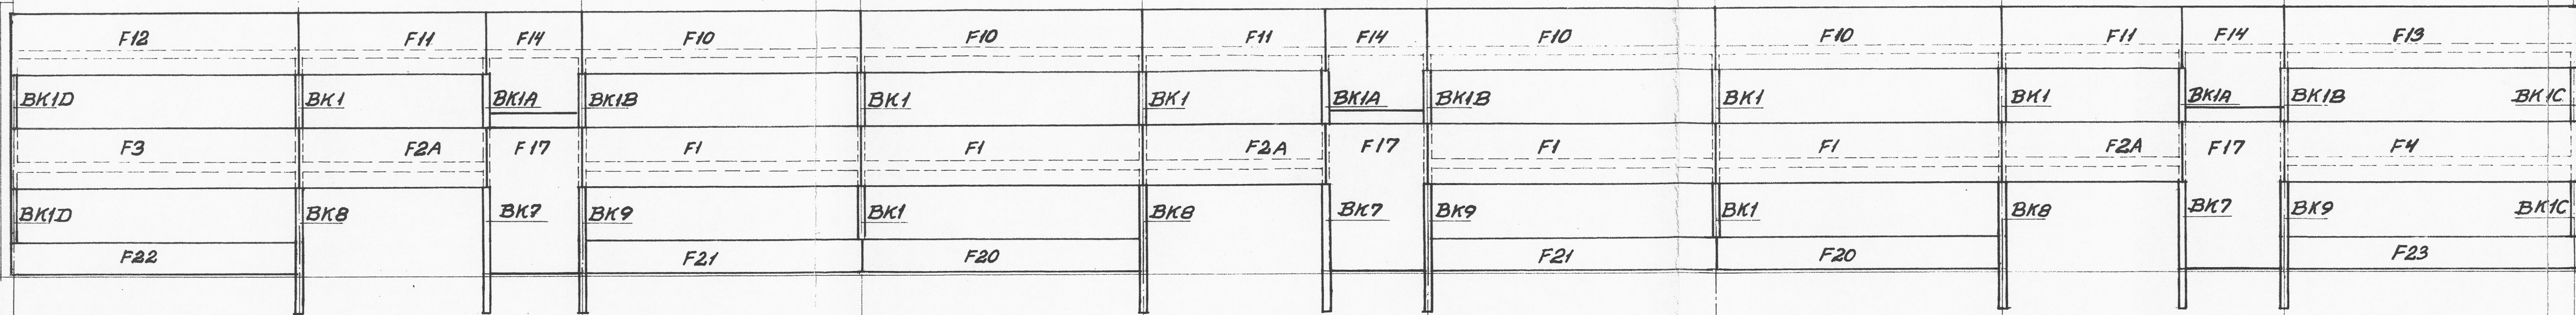 F12 F11 F14 F10 F10 F11 F14 F10 F10 F11 F14 F13
BK1D BK1 BK1A BK1B BK1 BK1 BK1A BK1B BK1 BK1 BK1A BK1B BK1C
F3 F2A F17 F1 F1 F2A F17 F1 F1 F2A F17 F4
BK1D BK8 BK7 BK9 BK1 BK8 BK7 BK9 BK1 BK8 BK7 BK9 BK1C
F22 F21 F20 F21 F20 F23